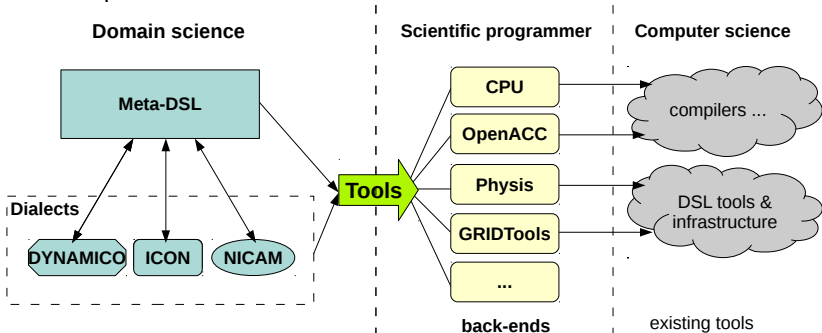 Domain science
Scientific programmer
Computer science
Meta-DSL
CPU
compilers ...
OpenACC
Tools
Physis
DSL tools &
infrastructure
Dialects
DYNAMICO
ICON
NICAM
GRIDTools
...
back-ends
existing tools